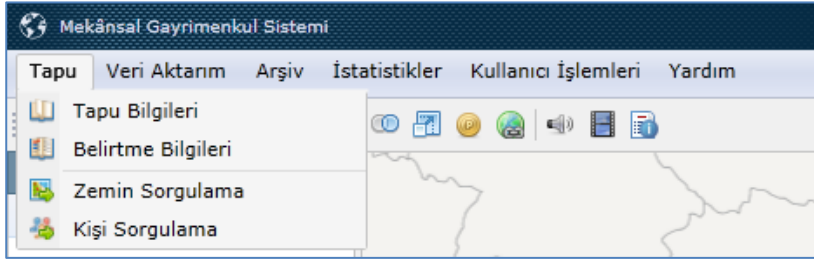 Mekânsal Gayrimenkul Sistemi
Tapu Veri Aktarım Arşiv İstatistikler Kullanıcı İşlemleri Yardım
Tapu Bilgileri
Belirtme Bilgileri
Zemin Sorgulama
Kişi Sorgulama